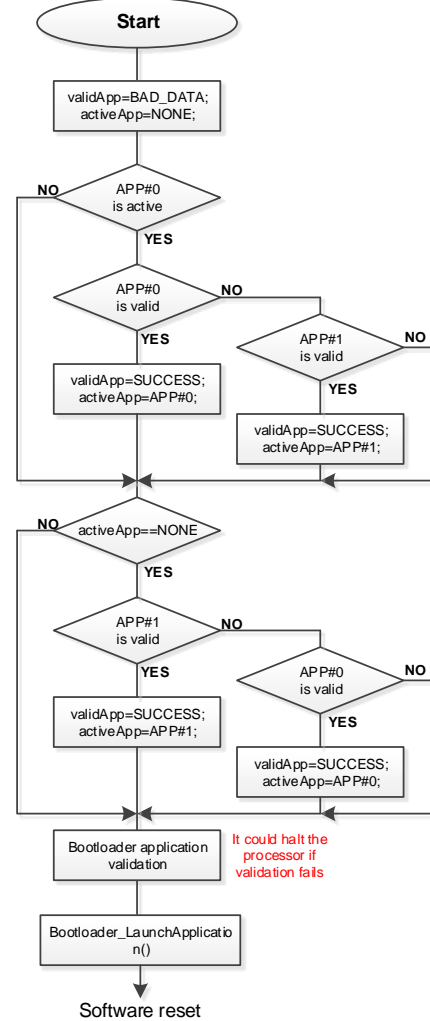 Start
validApp=BAD_DATA;
activeApp=NONE;
NO
APP#0
is active
YES
APP#0
is valid
NO
YES
APP#1
is valid
NO
YES
validApp=SUCCESS;
activeApp=APP#0;
validApp=SUCCESS;
activeApp=APP#1;
NO
activeApp==NONE
YES
APP#1
is valid
NO
YES
APP#0
is valid
NO
YES
validApp=SUCCESS;
activeApp=APP#1;
validApp=SUCCESS;
activeApp=APP#0;
Bootloader application
validation
It could halt the
processor if
validation fails
Bootloader_LaunchApplicatio
n()
Software reset